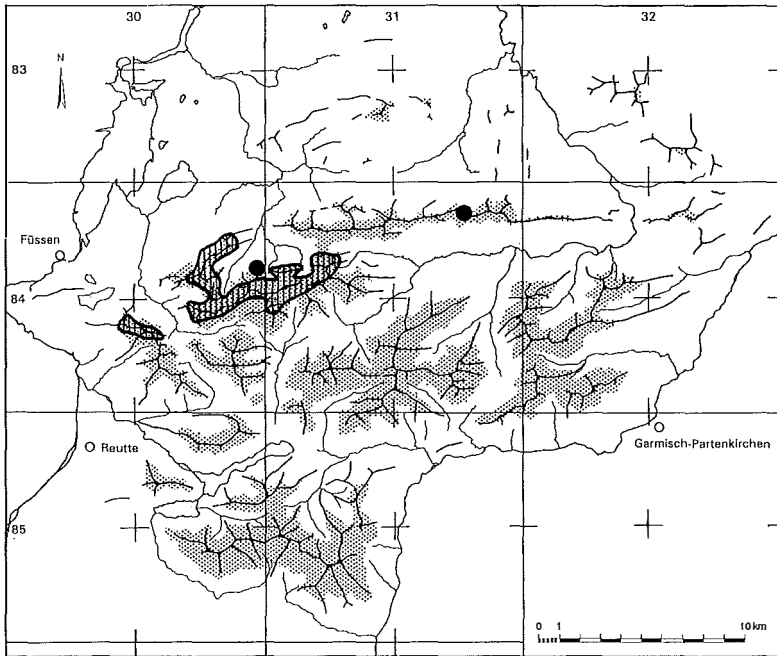 30 31 32
83
N
Füssen
84
Reutte
Garmisch-Partenkirchen
85
0 1 10 km